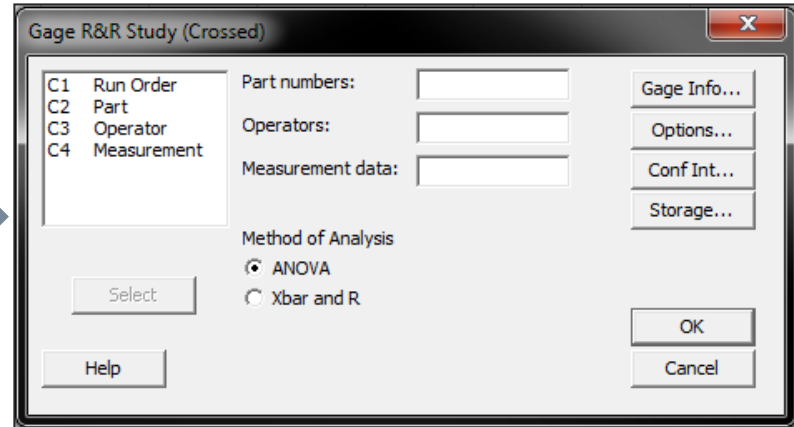 Gage R&R Study (Crossed)
C1 Run Order
C2 Part
C3 Operator
C4 Measurement
Part numbers:
Operators:
Measurement data:
Method of Analysis
ANOVA
Xbar and R
Select
Help
Gage Info...
Options...
Conf Int...
Storage...
OK
Cancel